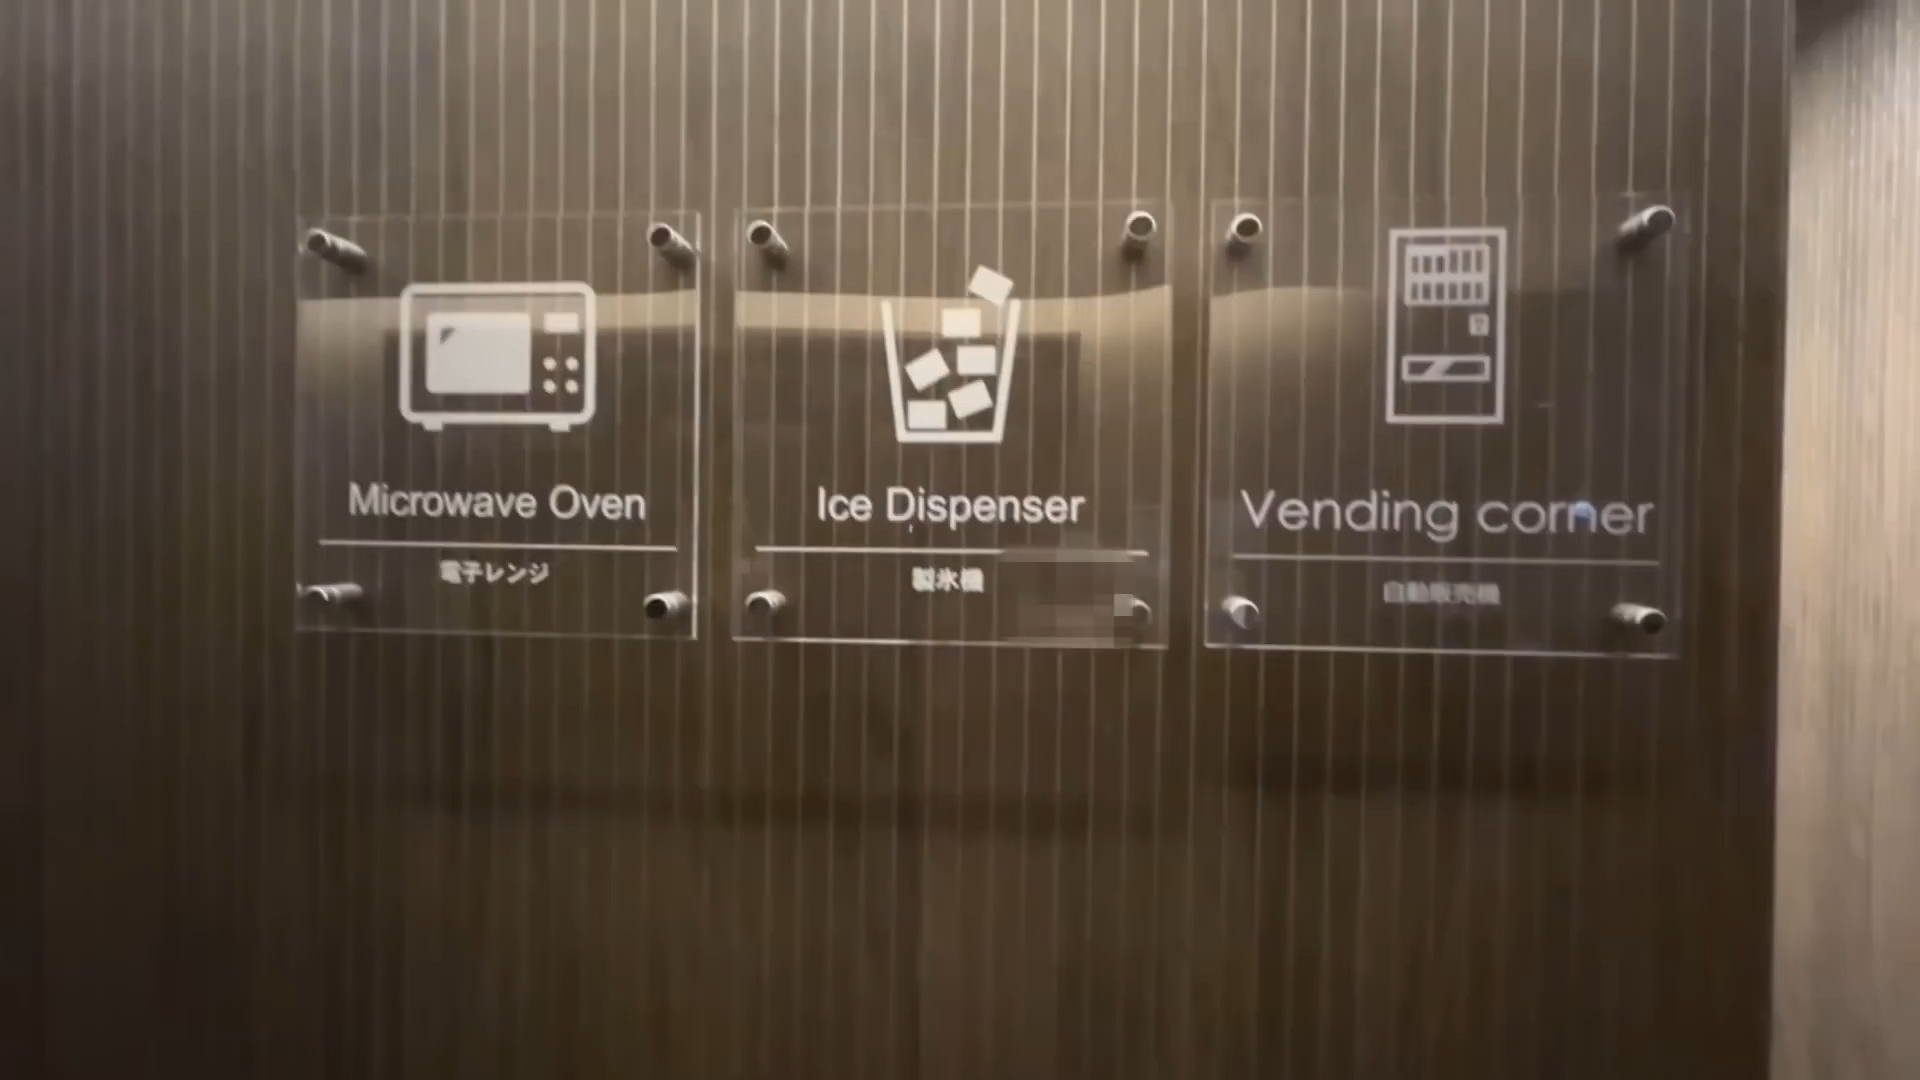 Microwave Oven
電子レンジ
Ice Dispenser
製氷機
Vending corner
自動販売機